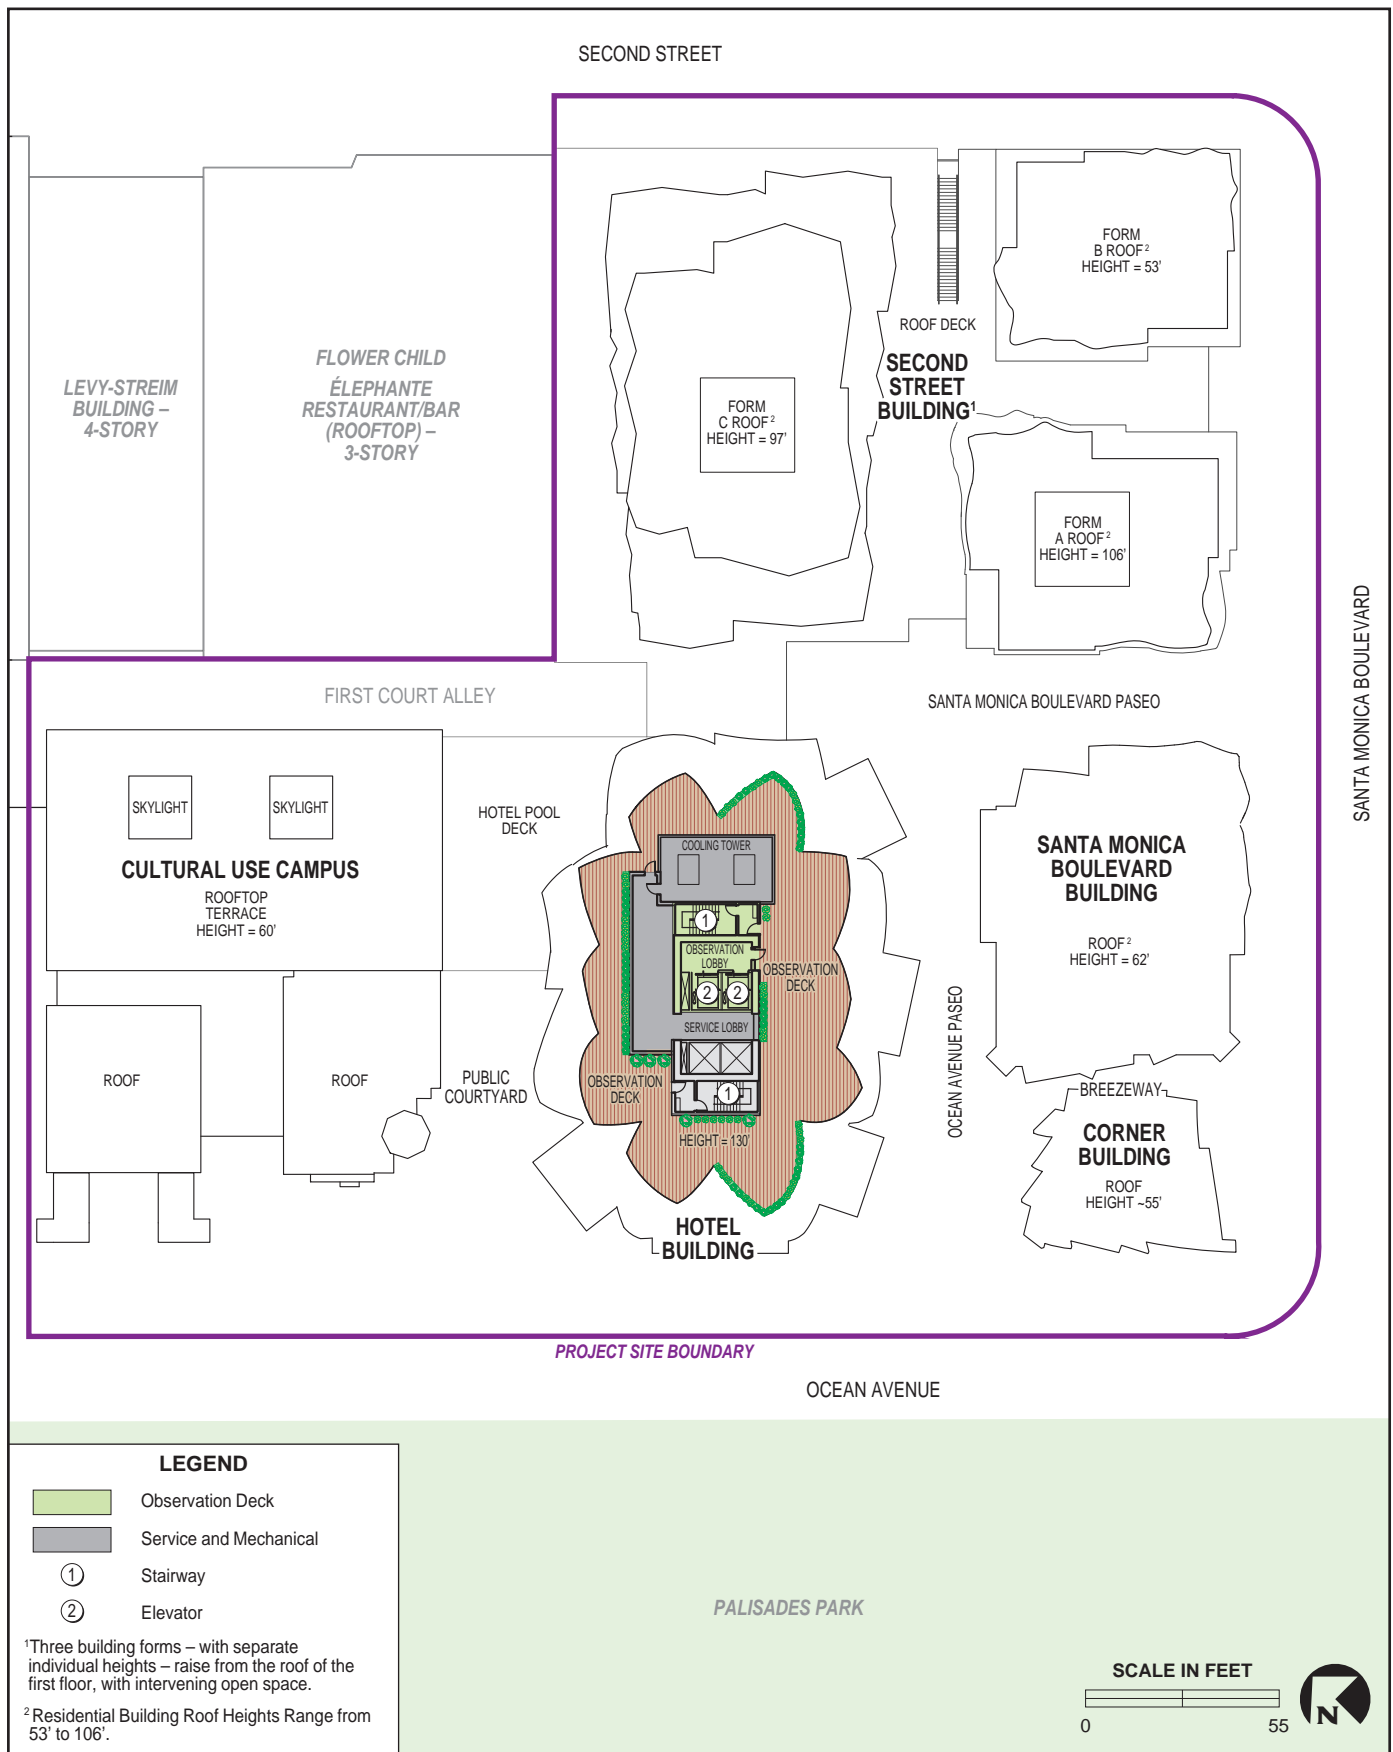 SECOND STREET
FORM
B ROOF²
HEIGHT = 53'
ROOF DECK
SECOND
STREET
BUILDING¹
FLOWER CHILD
ÉLEPHANTE
RESTAURANT/BAR
(ROOFTOP) –
3-STORY
LEVY-STREIM
BUILDING –
4-STORY
FORM
C ROOF²
HEIGHT = 97'
FORM
A ROOF²
HEIGHT = 106'
SANTA MONICA BOULEVARD
FIRST COURT ALLEY
SANTA MONICA BOULEVARD PASEO
SKYLIGHT
SKYLIGHT
HOTEL POOL
DECK
CULTURAL USE CAMPUS
ROOFTOP
TERRACE
HEIGHT = 60'
COOLING TOWER
1
OBSERVATION
LOBBY
2
2
OBSERVATION
DECK
SERVICE LOBBY
OBSERVATION
DECK
1
HEIGHT = 130'
HOTEL
BUILDING
SANTA MONICA
BOULEVARD
BUILDING
ROOF²
HEIGHT = 62'
OCEAN AVENUE PASEO
ROOF
ROOF
PUBLIC
COURTYARD
BREEZEWAY
CORNER
BUILDING
ROOF
HEIGHT ~55'
PROJECT SITE BOUNDARY
OCEAN AVENUE
PALISADES PARK
LEGEND
Observation Deck
Service and Mechanical
1 Stairway
2 Elevator
¹Three building forms – with separate
individual heights – raise from the roof of the
first floor, with intervening open space.
² Residential Building Roof Heights Range from
53' to 106'.
SCALE IN FEET
0 55
N